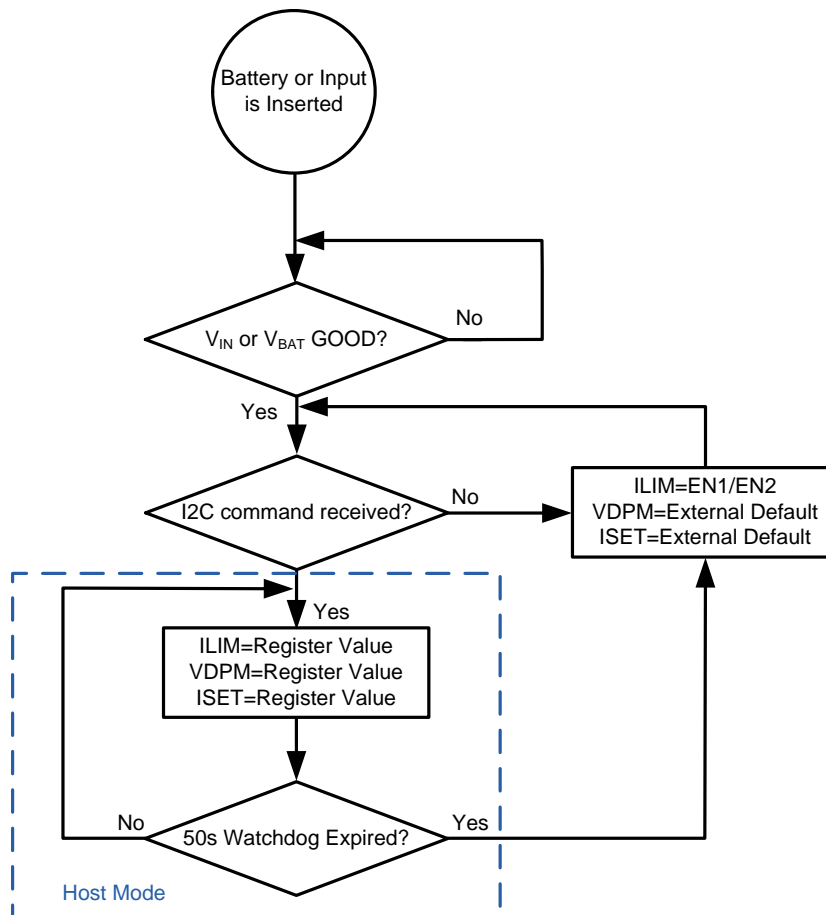 Battery or Input
is Inserted
V_IN or V_BAT GOOD?
No
Yes
I2C command received?
No
ILIM=EN1/EN2
VDPM=External Default
ISET=External Default
Yes
ILIM=Register Value
VDPM=Register Value
ISET=Register Value
No
50s Watchdog Expired?
Yes
Host Mode